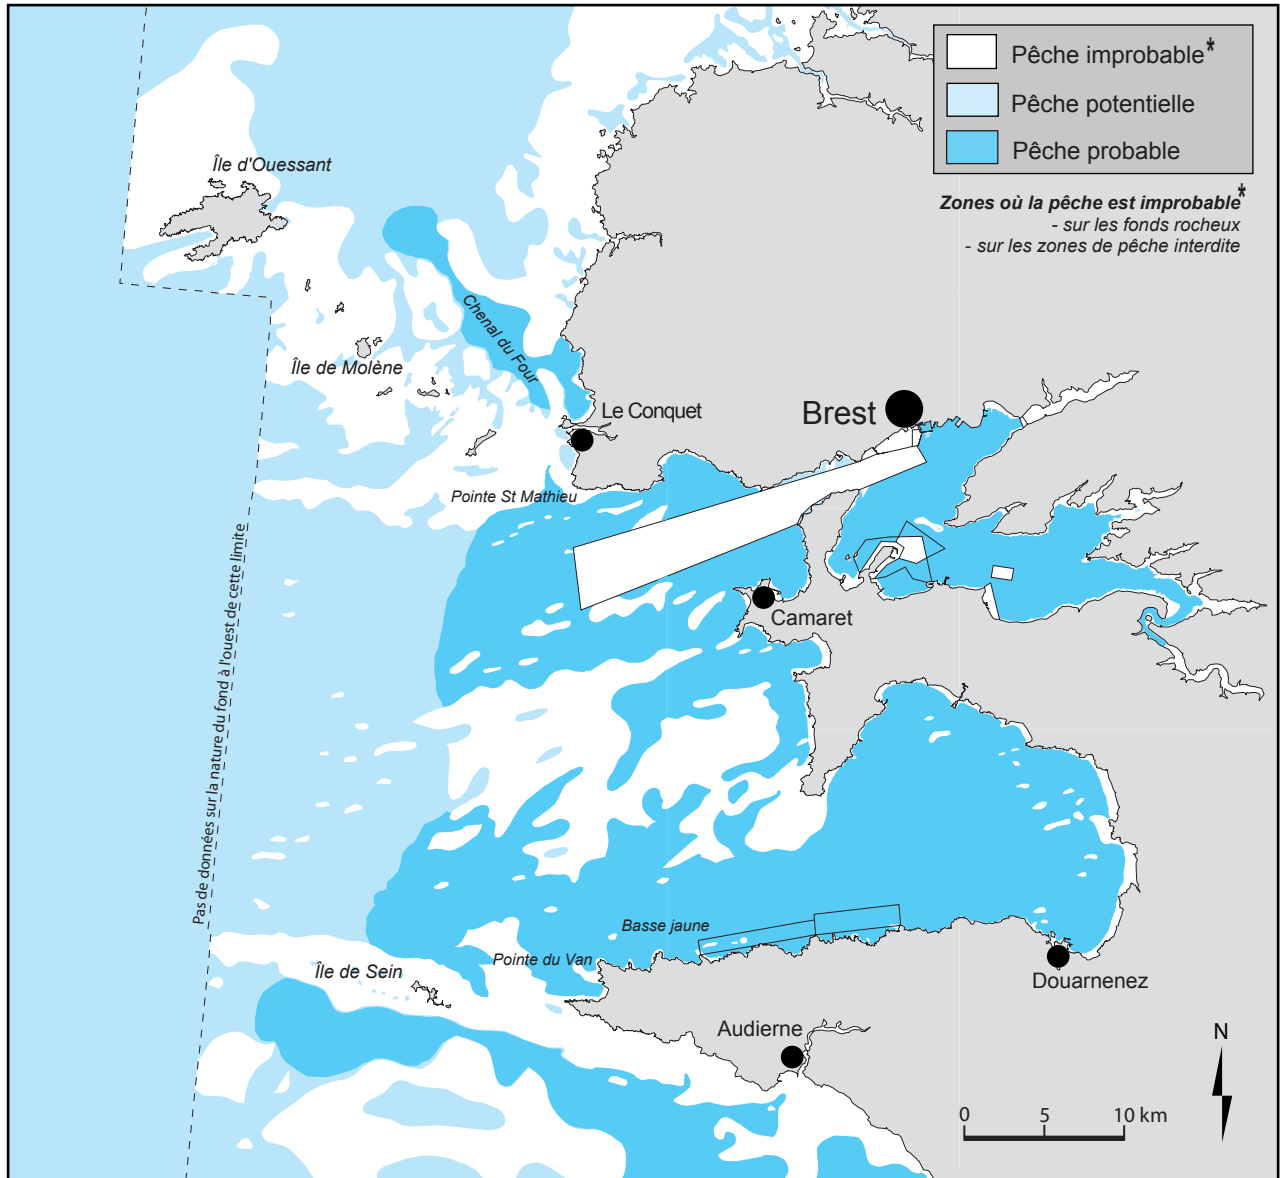 Pêche improbable*
Pêche potentielle
Pêche probable
Zones où la pêche est improbable*
- sur les fonds rocheux
- sur les zones de pêche interdite
Île d'Ouessant
Chenal du Four
Île de Molène
Le Conquet
Brest
Pointe St Mathieu
Camaret
Pas de données sur la nature du fond à l'ouest de cette limite
Basse jaune
Pointe du Van
Île de Sein
Douarnenez
Audierne
N
0 5 10 km